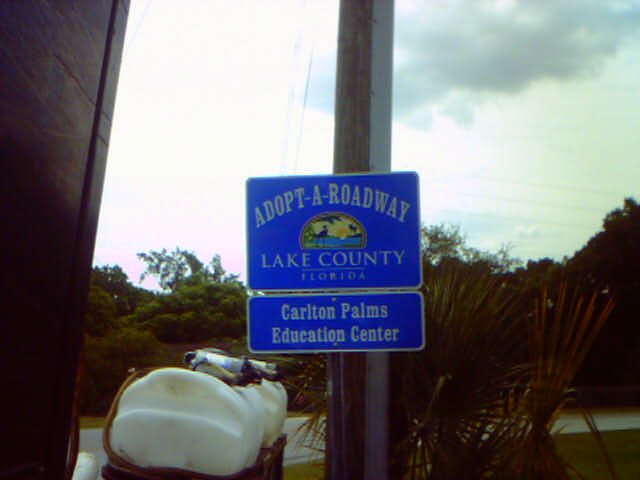 ADOPT-A-ROADWAY
LAKE COUNTY
FLORIDA
Carlton Palms
Education Center